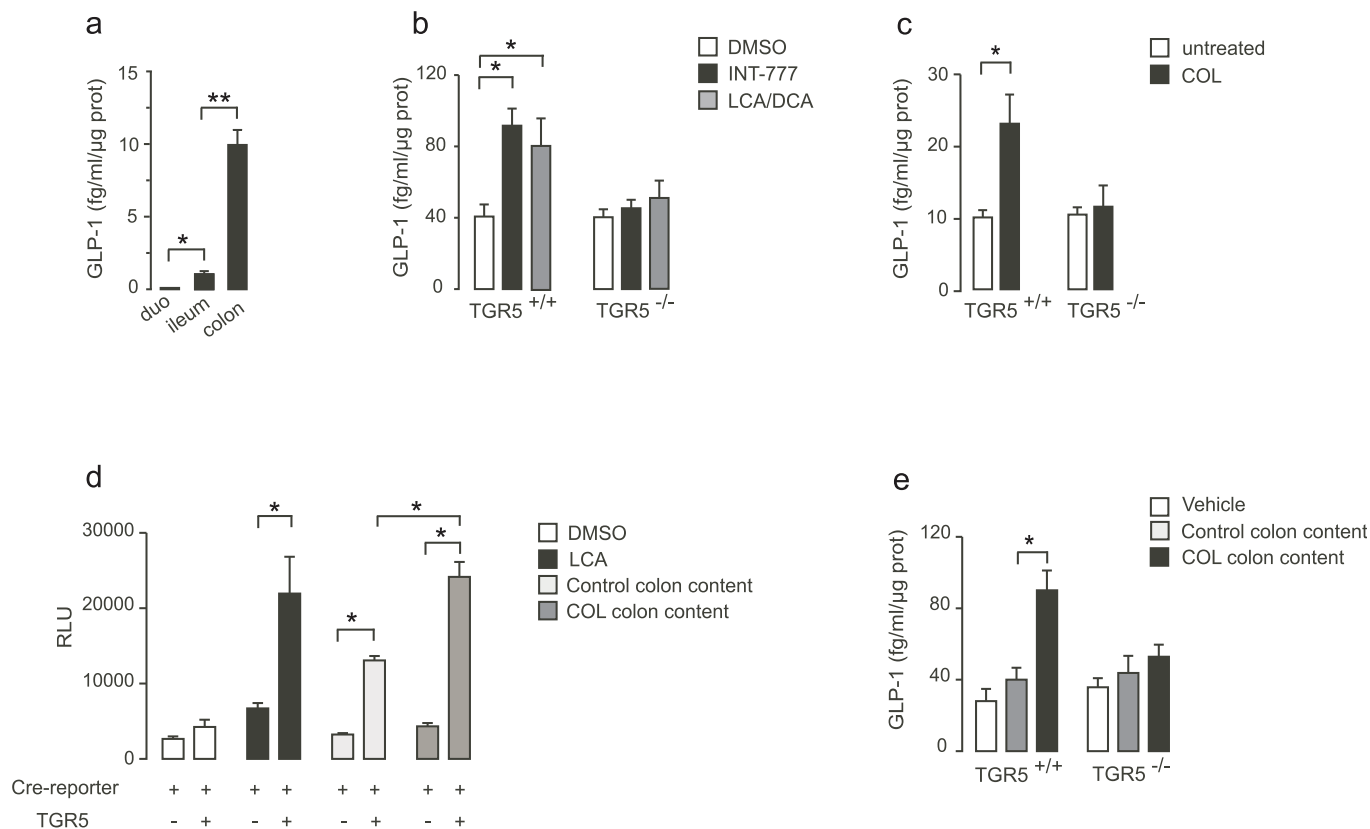 a
GLP-1 (fg/ml/µg prot)
15
10
5
0
*
**
duo
ileum
colon
b
GLP-1 (fg/ml/µg prot)
120
80
40
0
*
*
TGR5 +/+
TGR5 -/-
DMSO
INT-777
LCA/DCA
c
GLP-1 (fg/ml/µg prot)
30
20
10
0
*
TGR5 +/+
TGR5 -/-
untreated
COL
d
RLU
30000
20000
10000
0
*
*
*
*
DMSO
LCA
Control colon content
COL colon content
Cre-reporter + + + + + + + +
TGR5 - + - + - + - +
e
GLP-1 (fg/ml/µg prot)
120
80
40
0
*
TGR5 +/+
TGR5 -/-
Vehicle
Control colon content
COL colon content